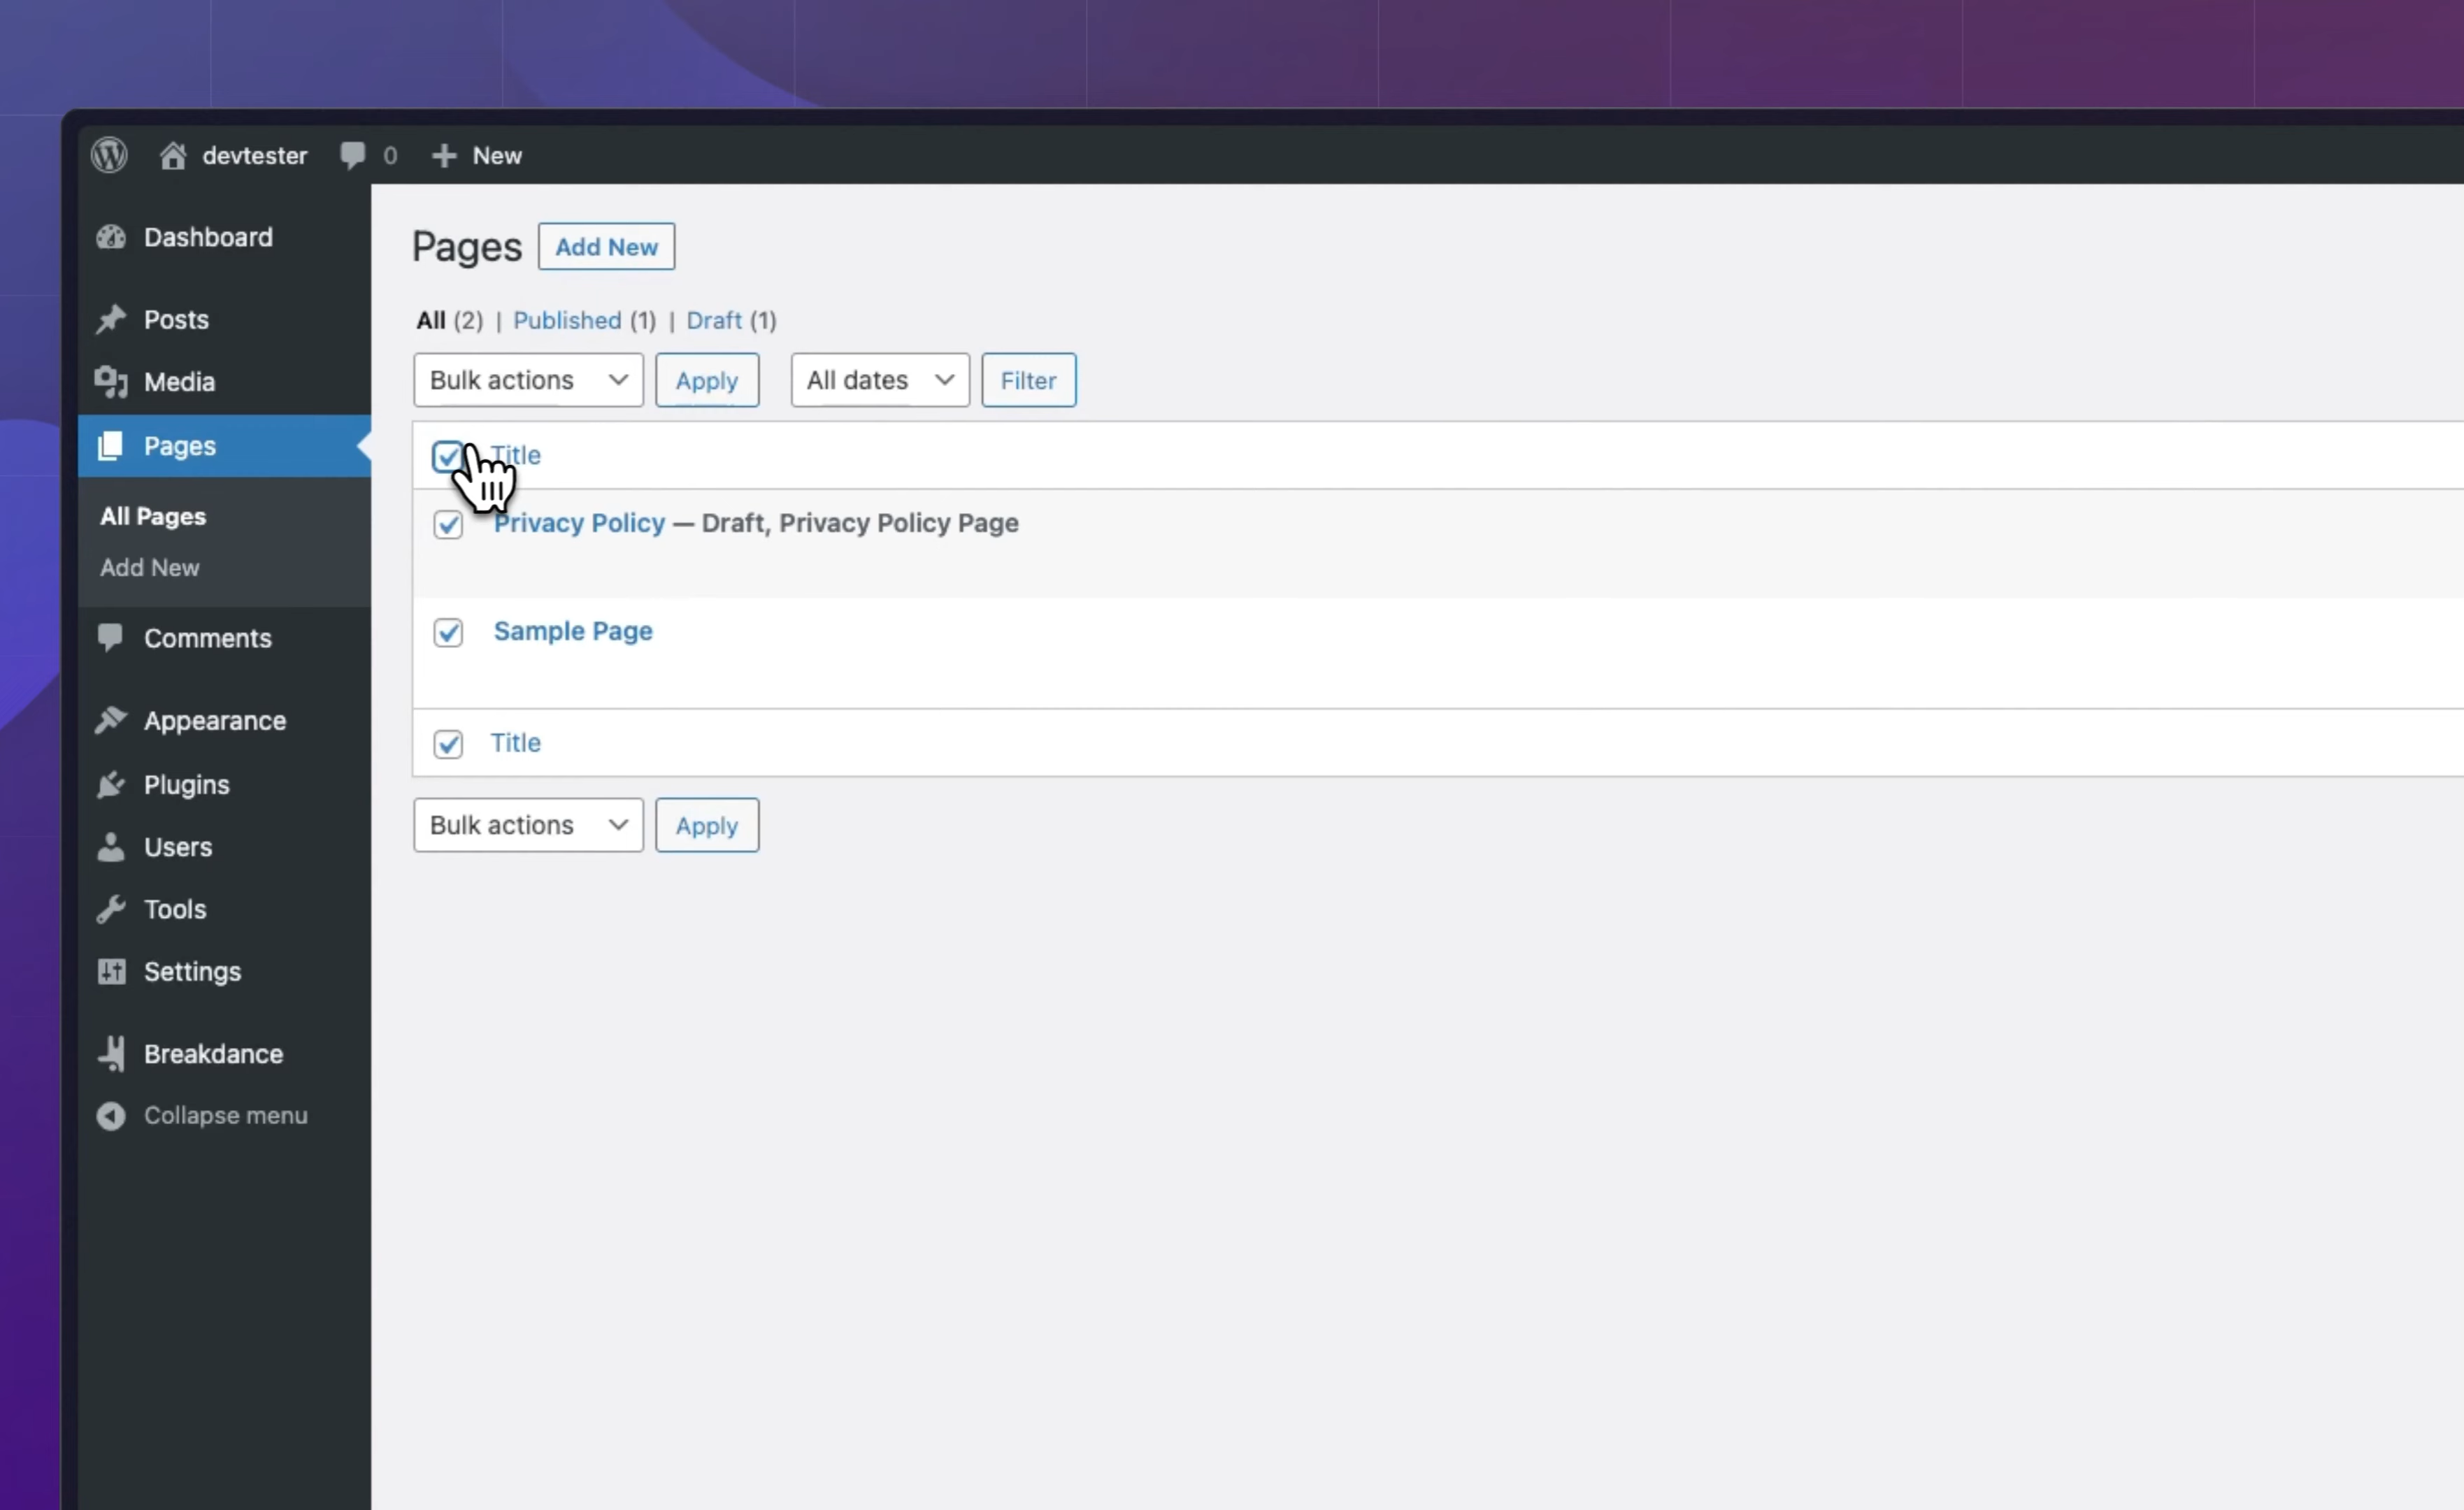 devtester 0 New
Dashboard
Posts
Media
Pages
All Pages
Add New
Comments
Appearance
Plugins
Users
Tools
Settings
Breakdance
Collapse menu
Pages Add New
All (2) | Published (1) | Draft (1)
Bulk actions Apply All dates Filter
Title
Privacy Policy — Draft, Privacy Policy Page
Sample Page
Title
Bulk actions Apply